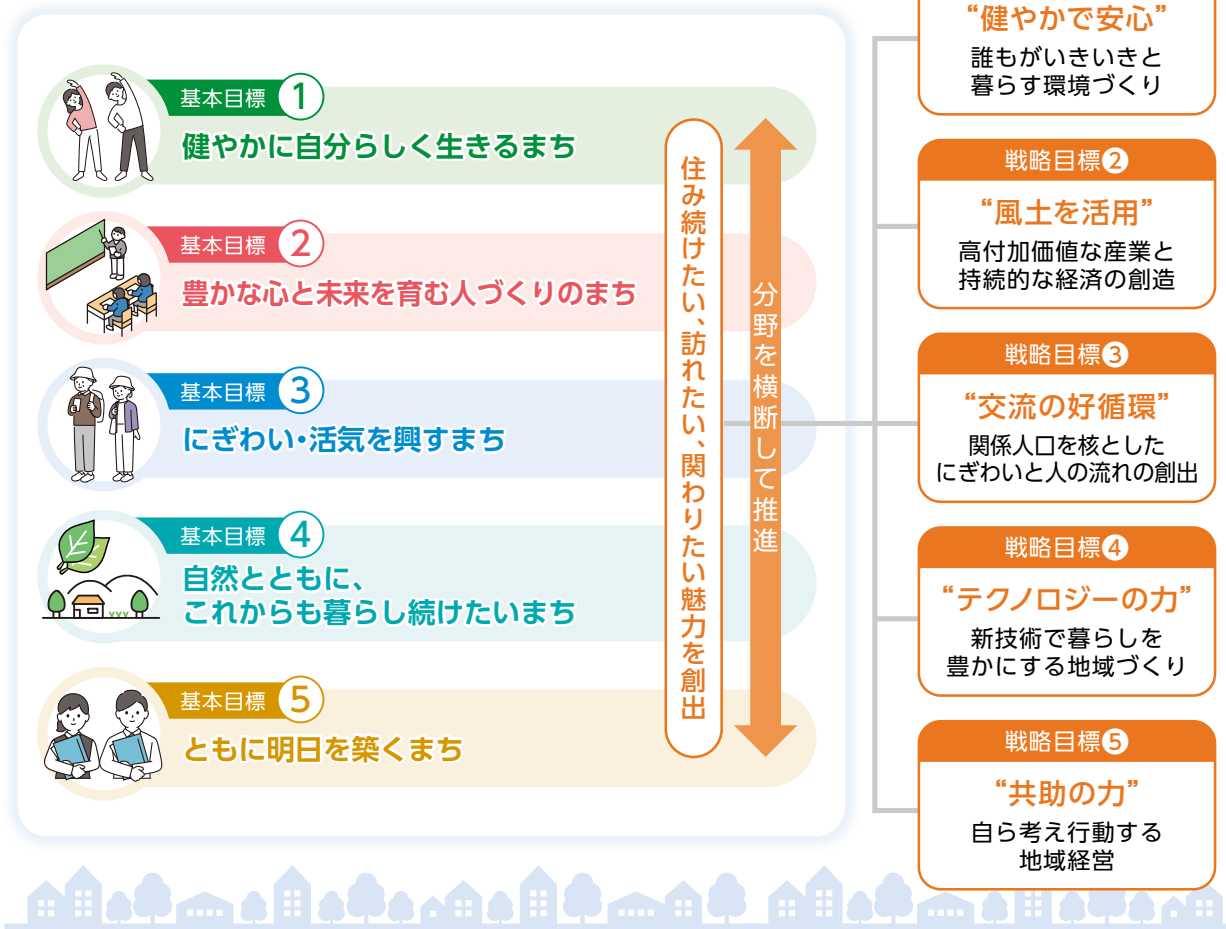 基本目標 1
健やかに自分らしく生きるまち
基本目標 2
豊かな心と未来を育む人づくりのまち
基本目標 3
にぎわい・活気を興すまち
基本目標 4
自然とともに、
これからも暮らし続けたいまち
基本目標 5
ともに明日を築くまち
住み続けたい、訪れたい、関わりたい魅力を創出
分野を横断して推進
“健やかで安心”
誰もがいきいきと
暮らす環境づくり
戦略目標❷
“風土を活用”
高付加価値な産業と
持続的な経済の創造
戦略目標❸
“交流の好循環”
関係人口を核とした
にぎわいと人の流れの創出
戦略目標❹
“テクノロジーの力”
新技術で暮らしを
豊かにする地域づくり
戦略目標❺
“共助の力”
自ら考え行動する
地域経営